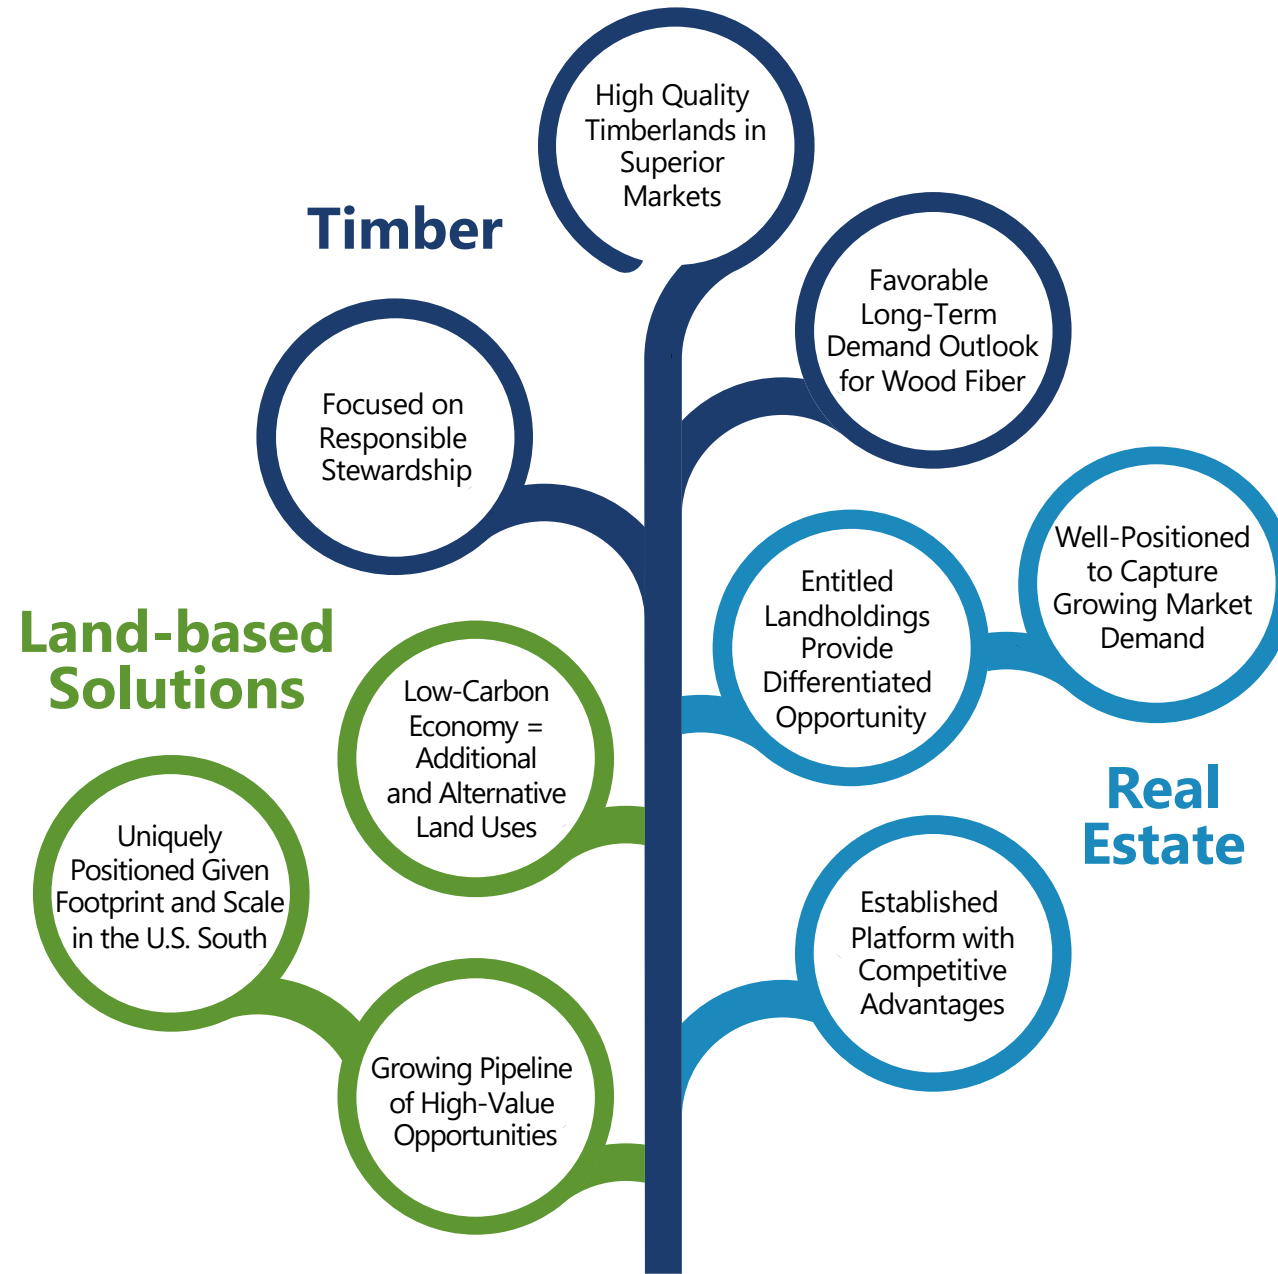 High Quality
Timberlands in
Superior
Markets
Timber
Favorable
Long-Term
Demand Outlook
for Wood Fiber
Focused on
Responsible
Stewardship
Well-Positioned
to Capture
Growing Market
Demand
Entitled
Landholdings
Provide
Differentiated
Opportunity
Land-based
Solutions
Low-Carbon
Economy =
Additional
and Alternative
Land Uses
Real
Estate
Uniquely
Positioned Given
Footprint and Scale
in the U.S. South
Established
Platform with
Competitive
Advantages
Growing Pipeline
of High-Value
Opportunities